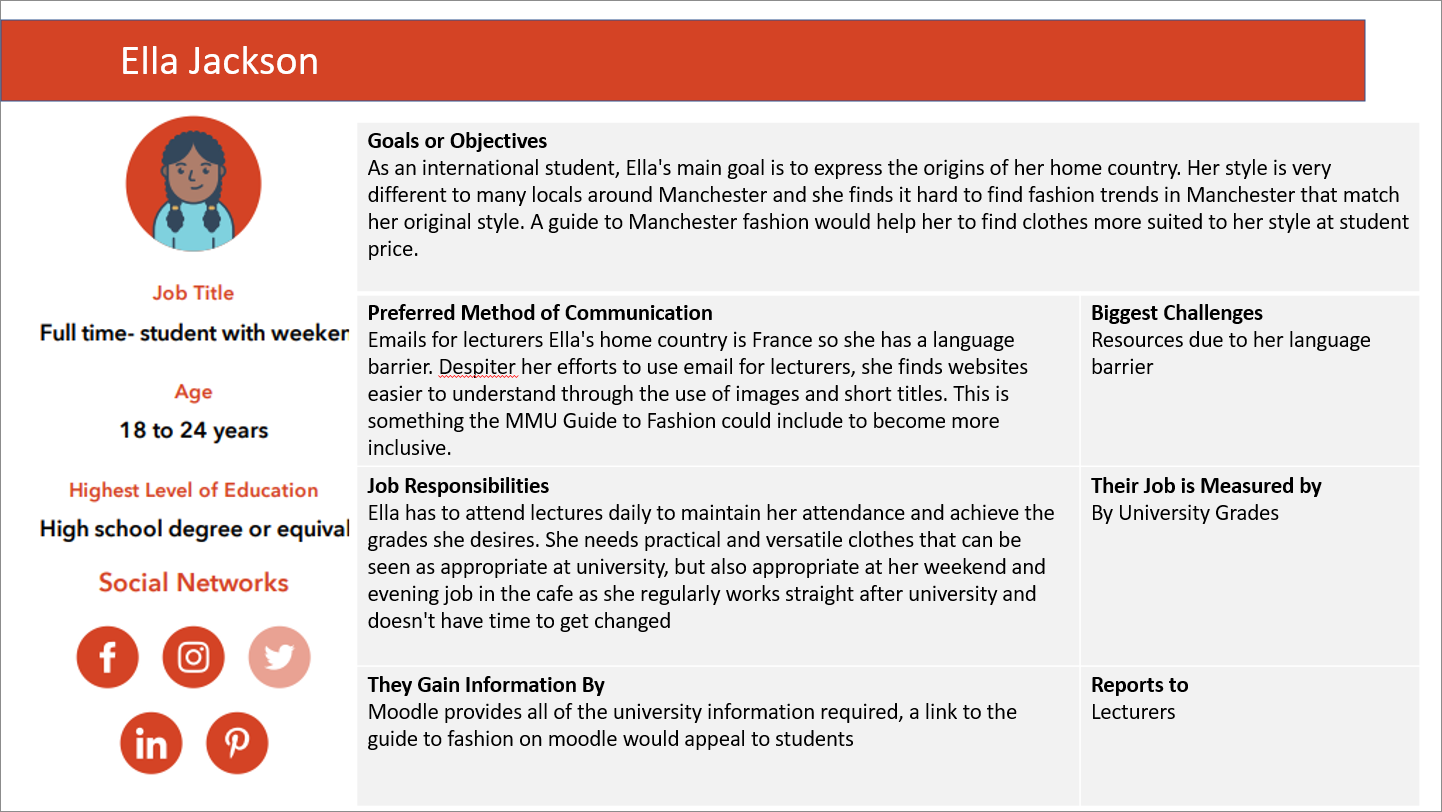 Ella Jackson
Job Title
Full time- student with weeken
Age
18 to 24 years
Highest Level of Education
High school degree or equival
Social Networks
f
in
Goals or Objectives
As an international student, Ella's main goal is to express the origins of her home country. Her style is very
different to many locals around Manchester and she finds it hard to find fashion trends in Manchester that match
her original style. A guide to Manchester fashion would help her to find clothes more suited to her style at student
price.
Preferred Method of Communication
Emails for lecturers Ella's home country is France so she has a language
barrier. Despiter her efforts to use email for lecturers, she finds websites
easier to understand through the use of images and short titles. This is
something the MMU Guide to Fashion could include to become more
inclusive.
Biggest Challenges
Resources due to her language
barrier
Job Responsibilities
Ella has to attend lectures daily to maintain her attendance and achieve the
grades she desires. She needs practical and versatile clothes that can be
seen as appropriate at university, but also appropriate at her weekend and
evening job in the cafe as she regularly works straight after university and
doesn't have time to get changed
Their Job is Measured by
By University Grades
They Gain Information By
Moodle provides all of the university information required, a link to the
guide to fashion on moodle would appeal to students
Reports to
Lecturers